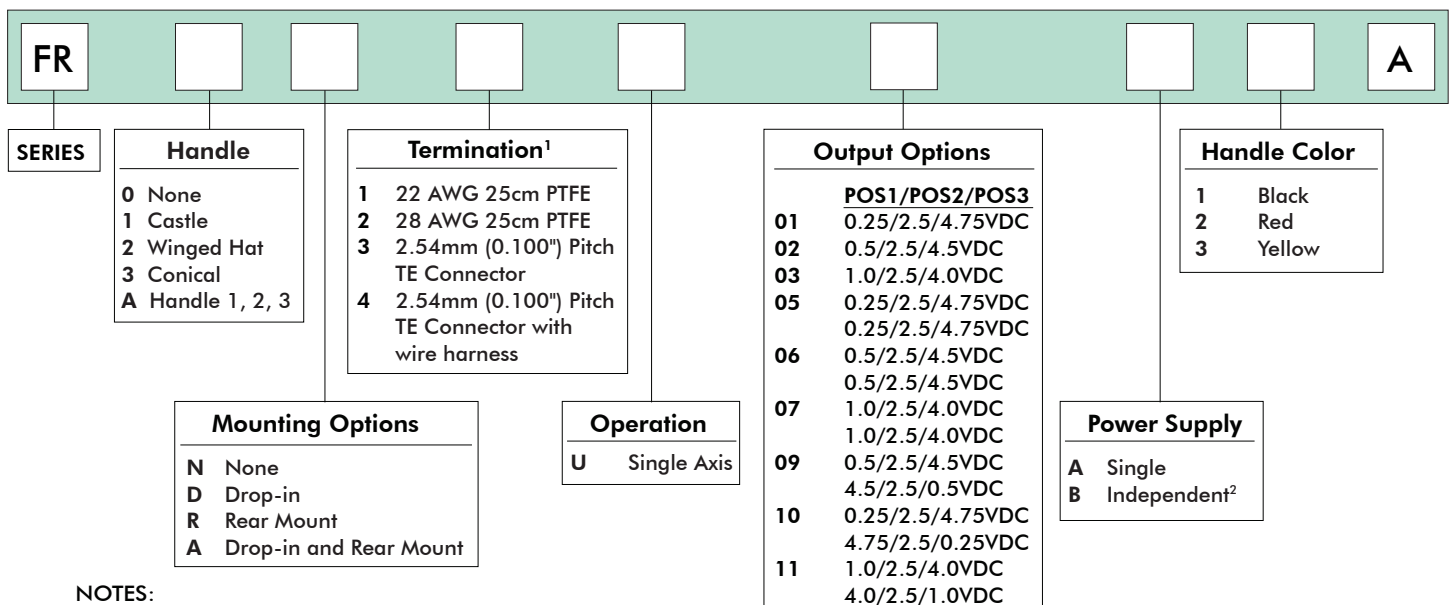 FR
A
SERIES
Handle
0 None
1 Castle
2 Winged Hat
3 Conical
A Handle 1, 2, 3
Termination¹
1 22 AWG 25cm PTFE
2 28 AWG 25cm PTFE
3 2.54mm (0.100") Pitch
TE Connector
4 2.54mm (0.100") Pitch
TE Connector with
wire harness
Output Options
POS1/POS2/POS3
01 0.25/2.5/4.75VDC
02 0.5/2.5/4.5VDC
03 1.0/2.5/4.0VDC
05 0.25/2.5/4.75VDC
0.25/2.5/4.75VDC
06 0.5/2.5/4.5VDC
0.5/2.5/4.5VDC
07 1.0/2.5/4.0VDC
1.0/2.5/4.0VDC
09 0.5/2.5/4.5VDC
4.5/2.5/0.5VDC
10 0.25/2.5/4.75VDC
4.75/2.5/0.25VDC
11 1.0/2.5/4.0VDC
4.0/2.5/1.0VDC
Handle Color
1 Black
2 Red
3 Yellow
Mounting Options
N None
D Drop-in
R Rear Mount
A Drop-in and Rear Mount
Operation
U Single Axis
Power Supply
A Single
B Independent²
NOTES: